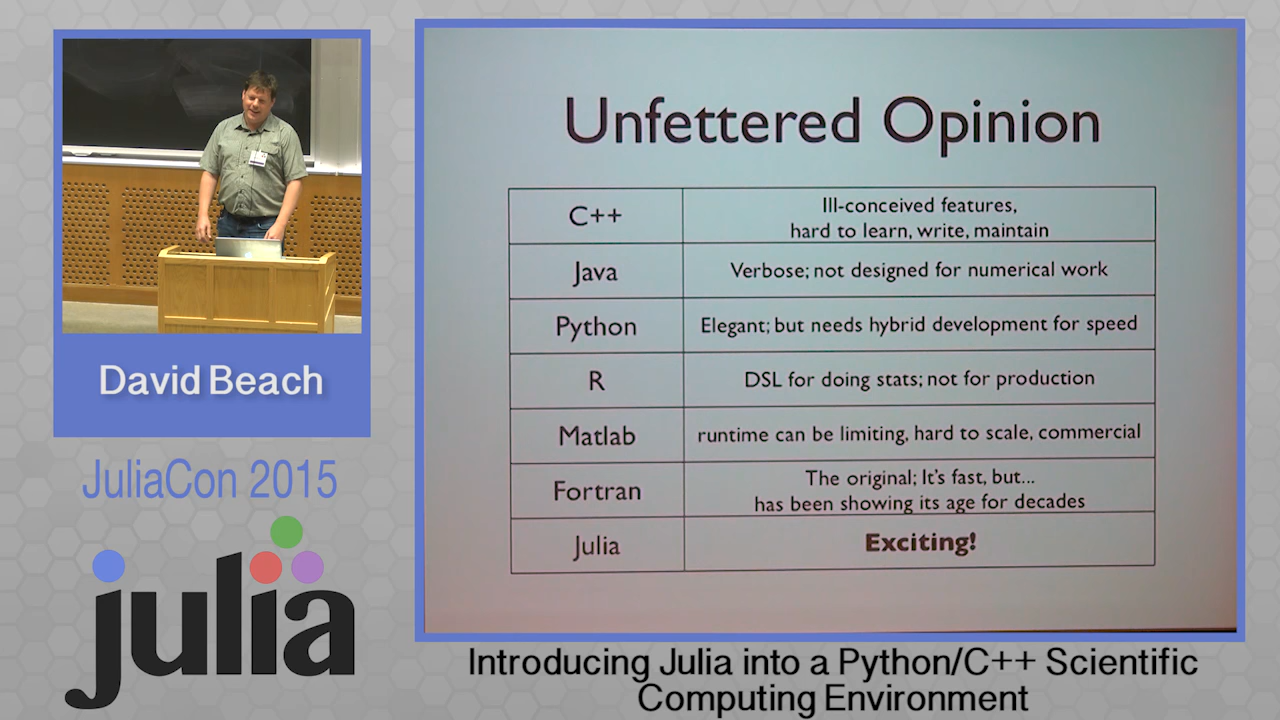 David Beach
JuliaCon 2015
julia
Unfettered Opinion
C++
Ill-conceived features,
hard to learn, write, maintain
Java
Verbose; not designed for numerical work
Python
Elegant; but needs hybrid development for speed
R
DSL for doing stats; not for production
Matlab
runtime can be limiting, hard to scale, commercial
Fortran
The original; It's fast, but...
has been showing its age for decades
Julia
Exciting!
Introducing Julia into a Python/C++ Scientific
Computing Environment